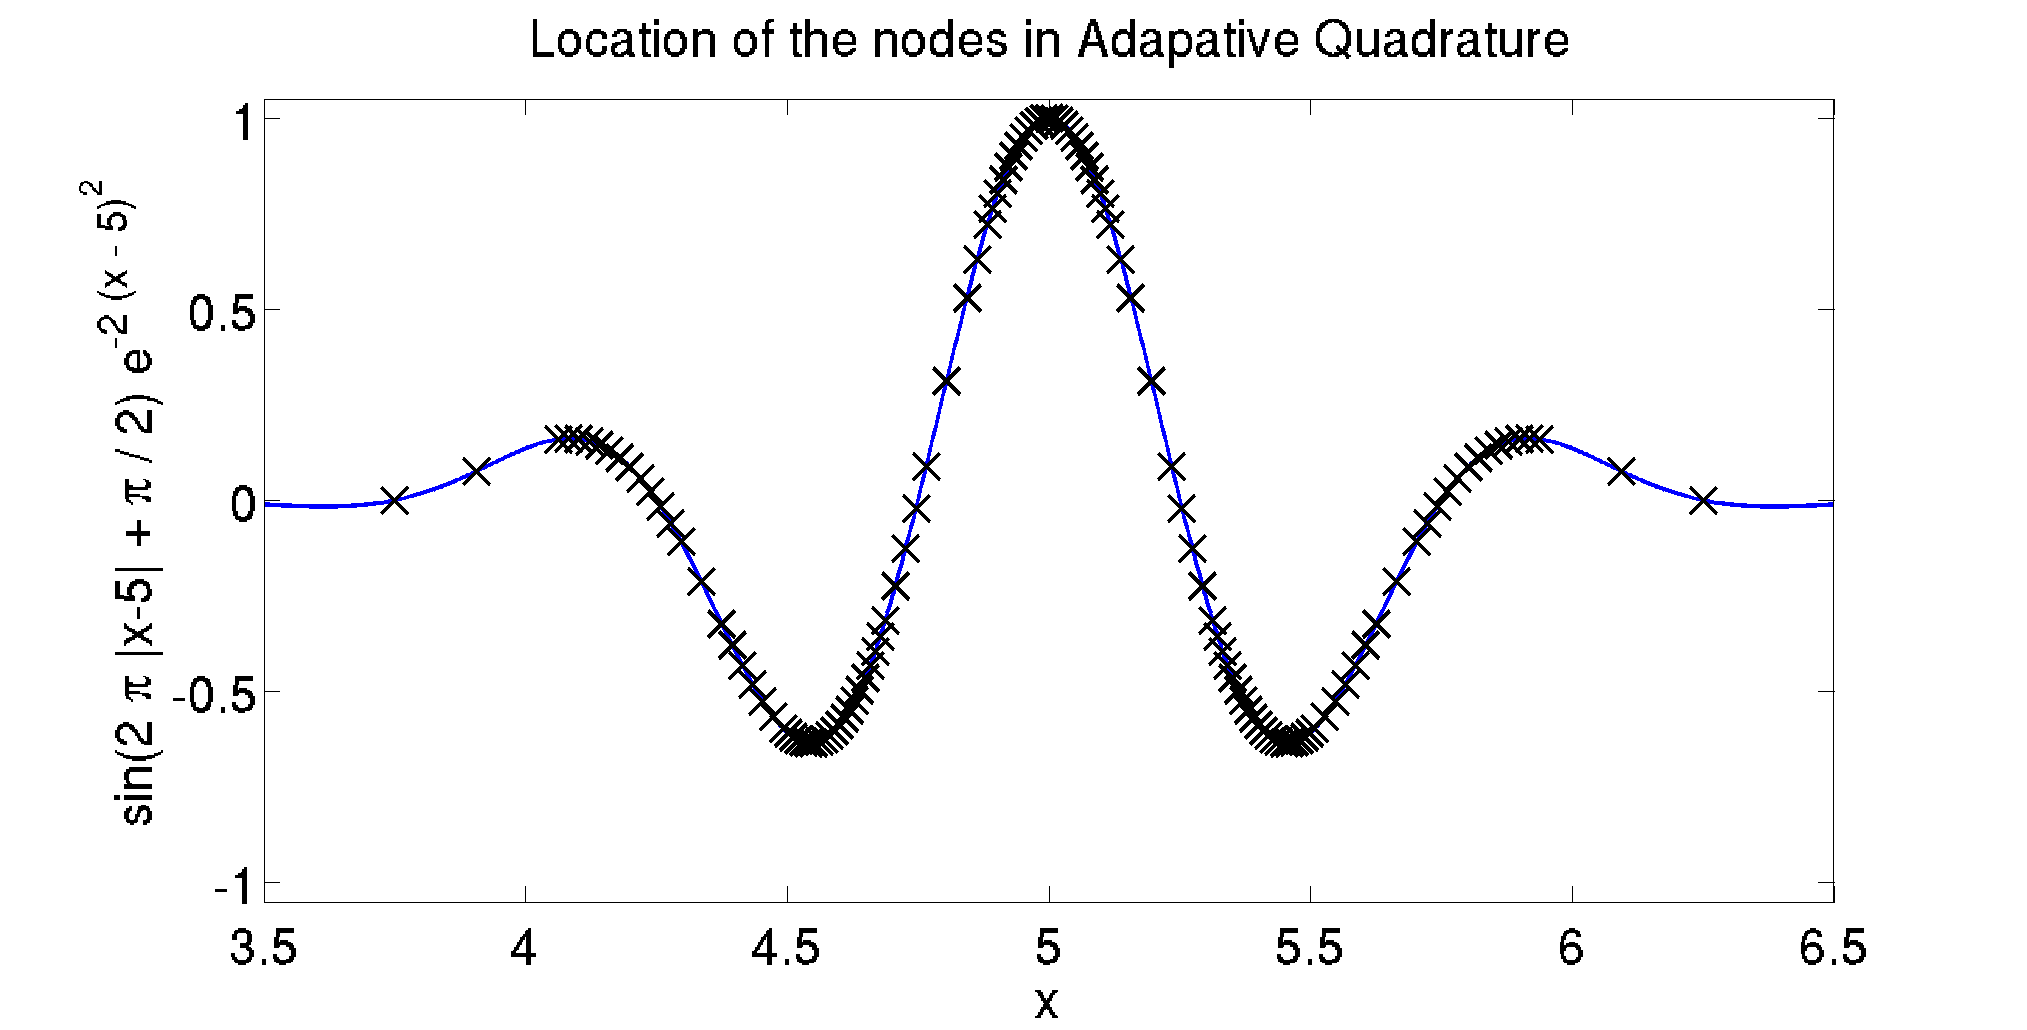 Location of the nodes in Adapative Quadrature
sin(2 π |x-5| + π / 2) e^-2 (x - 5)^2
1
0.5
0
-0.5
-1
3.5 4 4.5 5 5.5 6 6.5
x